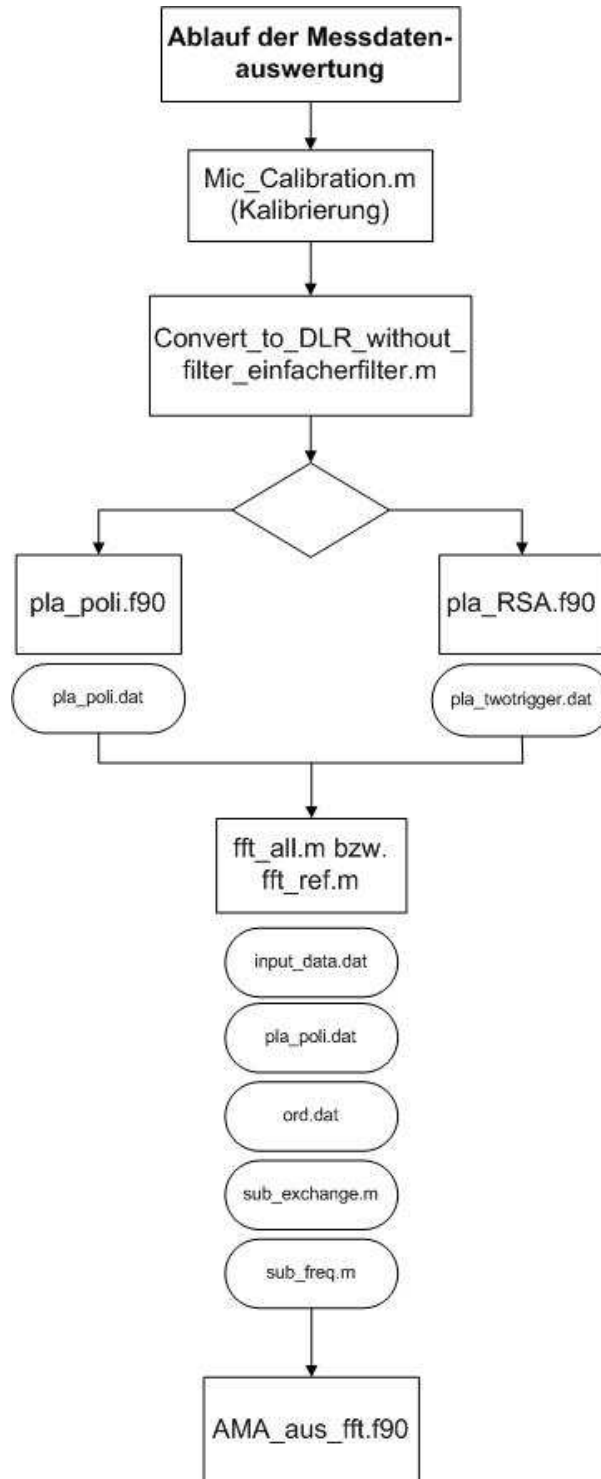 Ablauf der Messdaten-
auswertung
Mic_Calibration.m
(Kalibrierung)
Convert_to_DLR_without_
filter_einfacherfilter.m
pla_poli.f90
pla_RSA.f90
pla_poli.dat
pla_twotrigger.dat
fft_all.m bzw.
fft_ref.m
input_data.dat
pla_poli.dat
ord.dat
sub_exchange.m
sub_freq.m
AMA_aus_fft.f90